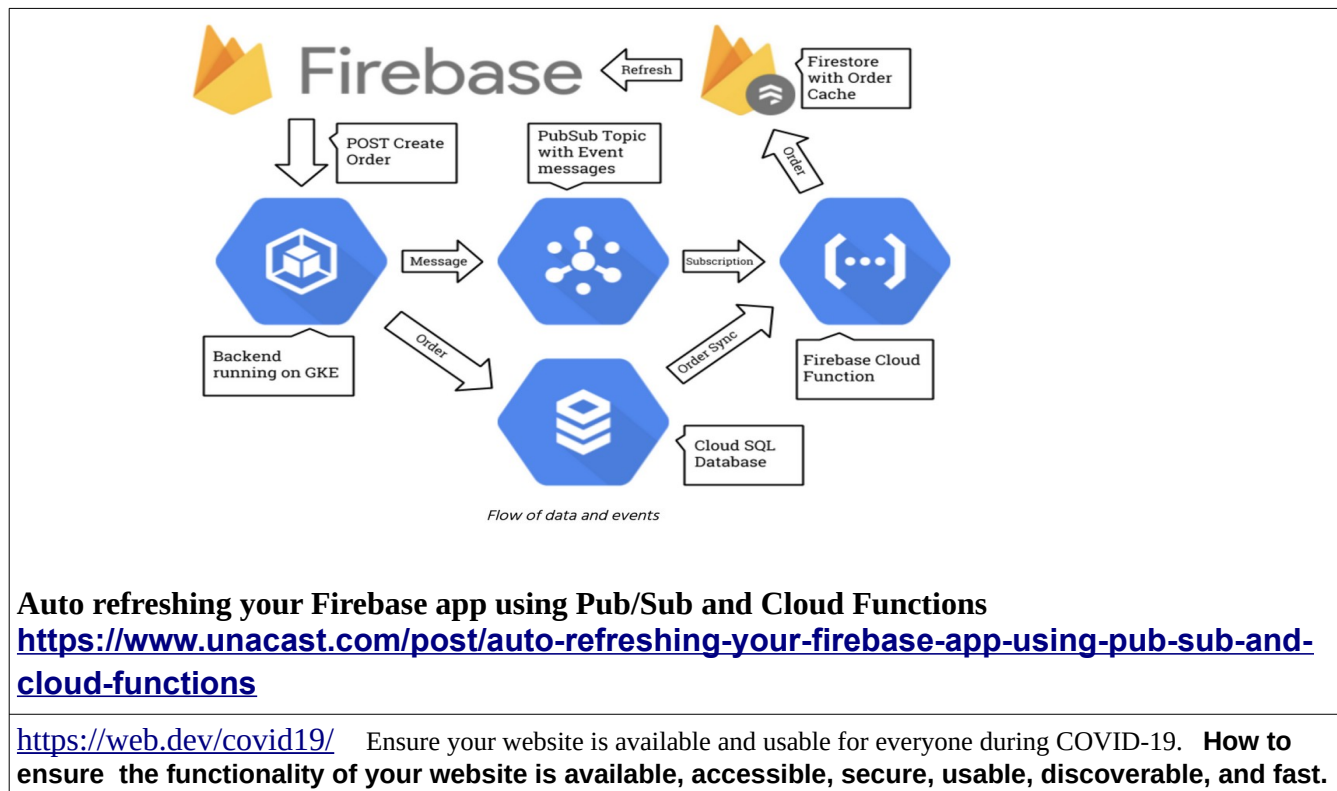 Firebase
Refresh
Firestore
with Order
Cache
POST Create
Order
PubSub Topic
with Event
messages
Order
Message
Subscription
Backend
running on GKE
Order
Order Sync
Firebase Cloud
Function
Cloud SQL
Database
Flow of data and events
Auto refreshing your Firebase app using Pub/Sub and Cloud Functions
https://www.unacast.com/post/auto-refreshing-your-firebase-app-using-pub-sub-and-
cloud-functions
https://web.dev/covid19/ Ensure your website is available and usable for everyone during COVID-19. How to
ensure the functionality of your website is available, accessible, secure, usable, discoverable, and fast.